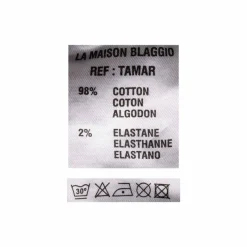 LA MAISON BLAGGIO
REF : TAMAR
98% COTTON
COTON
ALGODON
2% ELASTANE
ELASTHANNE
ELASTANO
30°